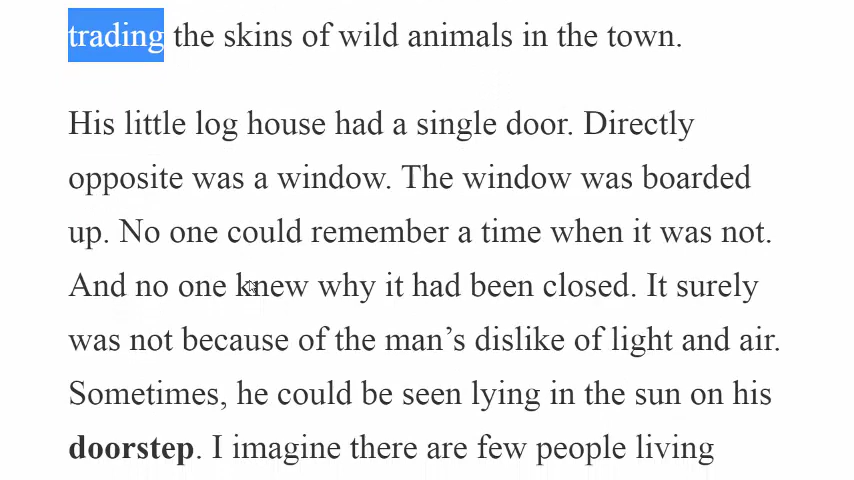 trading the skins of wild animals in the town.
His little log house had a single door. Directly
opposite was a window. The window was boarded
up. No one could remember a time when it was not.
And no one knew why it had been closed. It surely
was not because of the man’s dislike of light and air.
Sometimes, he could be seen lying in the sun on his
doorstep. I imagine there are few people living